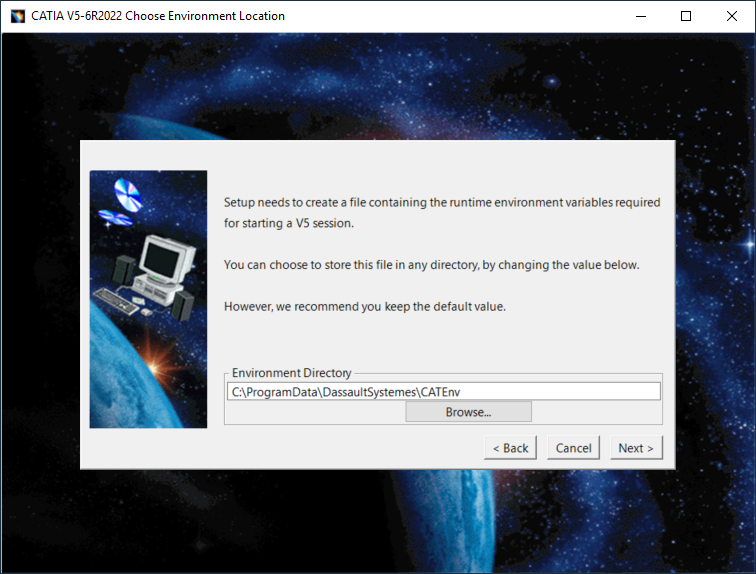 CATIA V5-6R2022 Choose Environment Location
Setup needs to create a file containing the runtime environment variables required
for starting a V5 session.
You can choose to store this file in any directory, by changing the value below.
However, we recommend you keep the default value.
Environment Directory
C:\ProgramData\DassaultSystemes\CATEnv
Browse...
< Back
Cancel
Next >